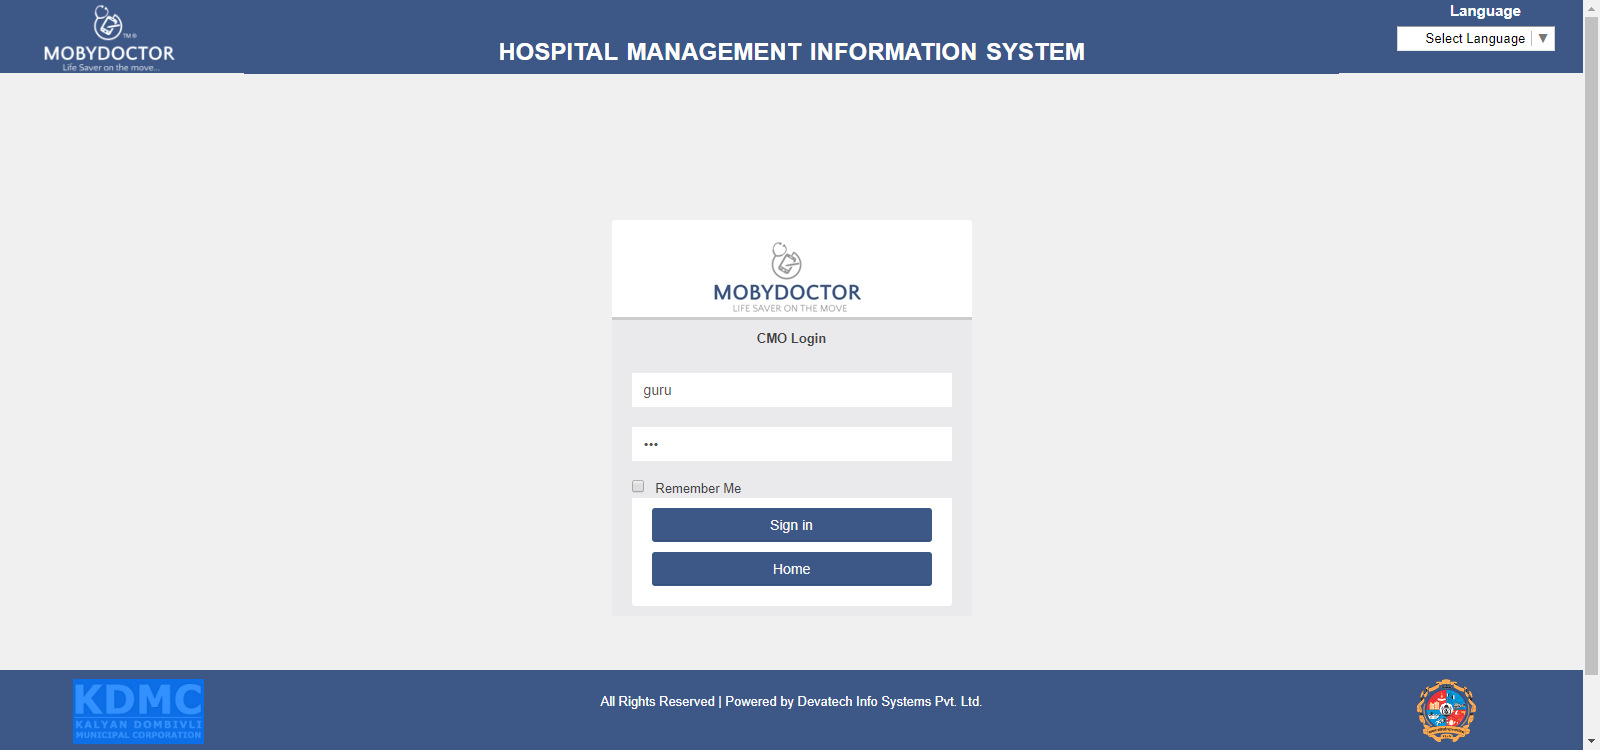 MOBYDOCTOR
TM ®
Life Saver on the move...
HOSPITAL MANAGEMENT INFORMATION SYSTEM
Language
Select Language ▼
MOBYDOCTOR
LIFE SAVER ON THE MOVE
CMO Login
guru
•••
Remember Me
Sign in
Home
KDMC
KALYAN DOMBIVLI
MUNICIPAL CORPORATION
All Rights Reserved | Powered by Devatech Info Systems Pvt. Ltd.